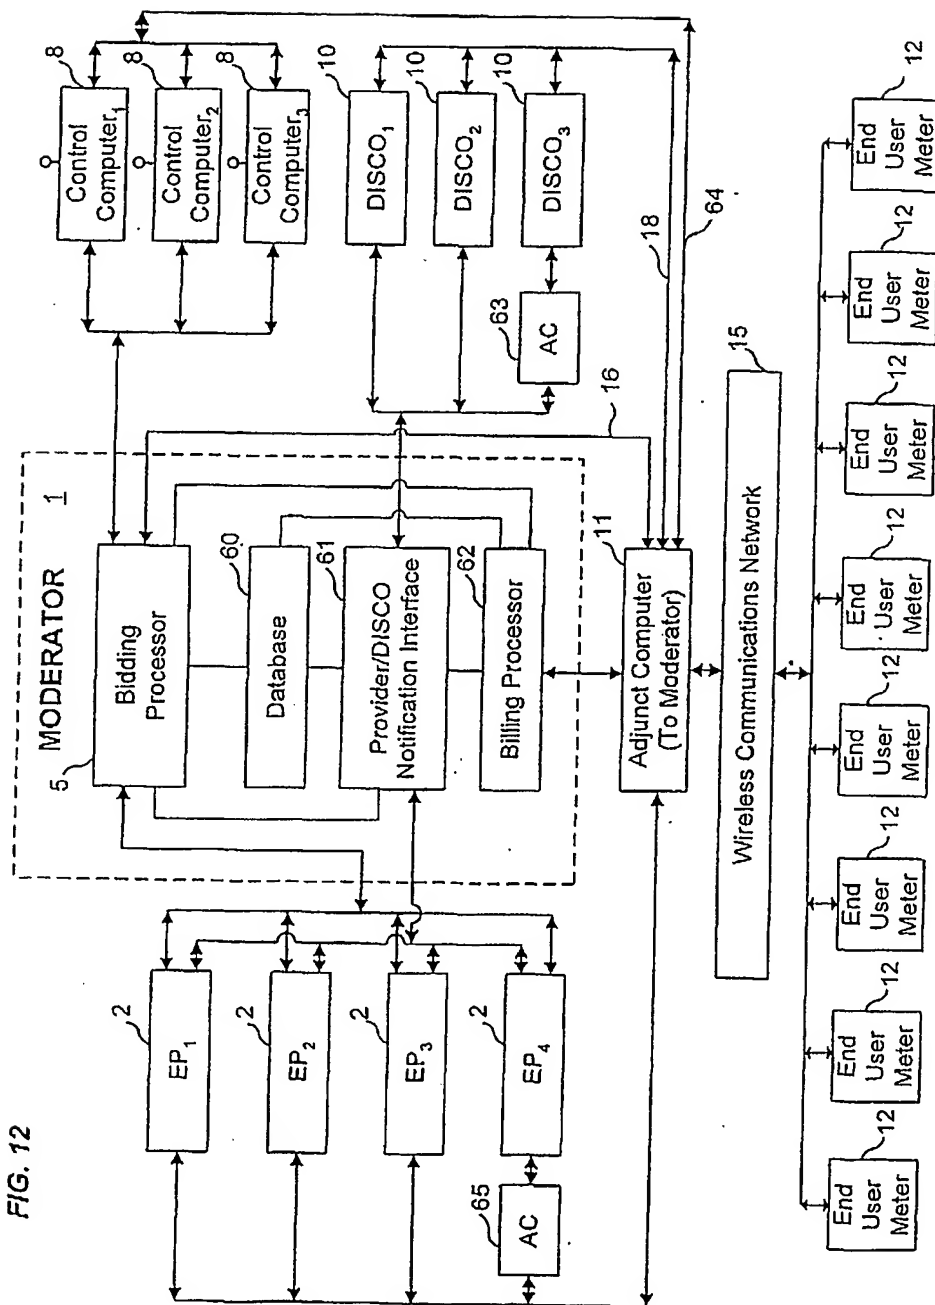 FIG. 12
MODERATOR 1
5
Bidding
Processor
60
Database
61
Provider/DISCO
Notification Interface
62
Billing Processor
2
EP1
2
EP2
2
EP3
2
EP4
65
AC
8
Control
Computer1
8
Control
Computer2
8
Control
Computer3
10
DISCO1
10
DISCO2
10
DISCO3
63
AC
16
18
64
11
Adjunct Computer
(To Moderator)
15
Wireless Communications Network
12
End
User
Meter
12
End
User
Meter
12
End
User
Meter
12
End
User
Meter
12
End
User
Meter
12
End
User
Meter
12
End
User
Meter
12
End
User
Meter